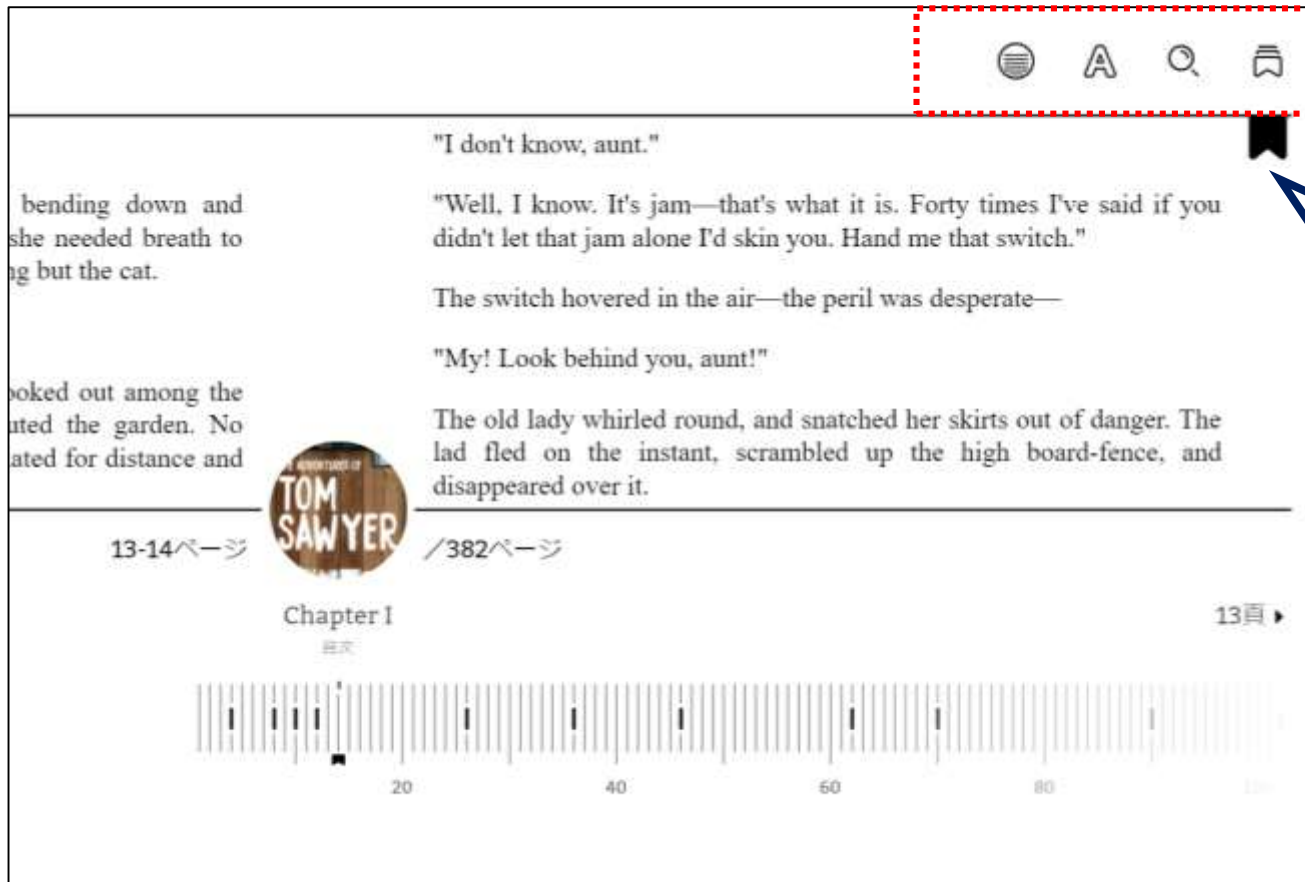 bending down and
she needed breath to
ng but the cat.
ooked out among the
uted the garden. No
ated for distance and
"I don't know, aunt."
"Well, I know. It's jam—that's what it is. Forty times I've said if you
didn't let that jam alone I'd skin you. Hand me that switch."
The switch hovered in the air—the peril was desperate—
"My! Look behind you, aunt!"
The old lady whirled round, and snatched her skirts out of danger. The
lad fled on the instant, scrambled up the high board-fence, and
disappeared over it.
ADVENTURES OF
TOM
SAWYER
13-14ページ
／382ページ
Chapter I
目次
13頁
20 40 60 80